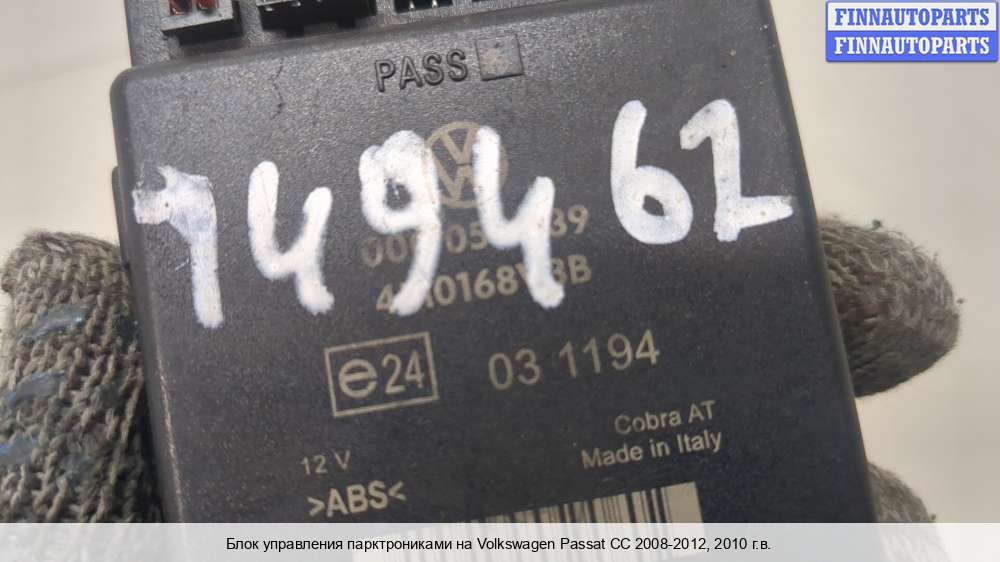 FINNAUTOPARTS
FINNAUTOPARTS
PASS
749462
e24
03 1194
Cobra AT
Made in Italy
12 V
>ABS<
Блок управления парктрониками на Volkswagen Passat CC 2008-2012, 2010 г.в.